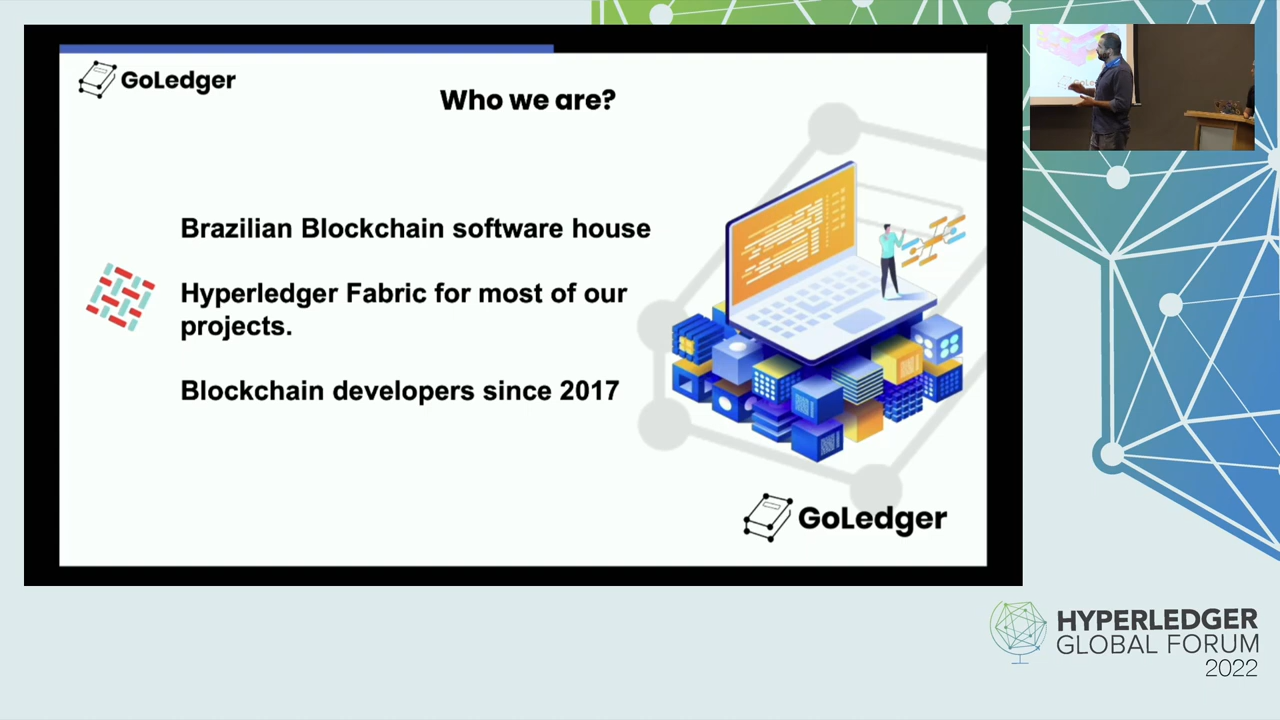 GoLedger
Who we are?
Brazilian Blockchain software house
Hyperledger Fabric for most of our
projects.
Blockchain developers since 2017
GoLedger
HYPERLEDGER
GLOBAL FORUM
2022